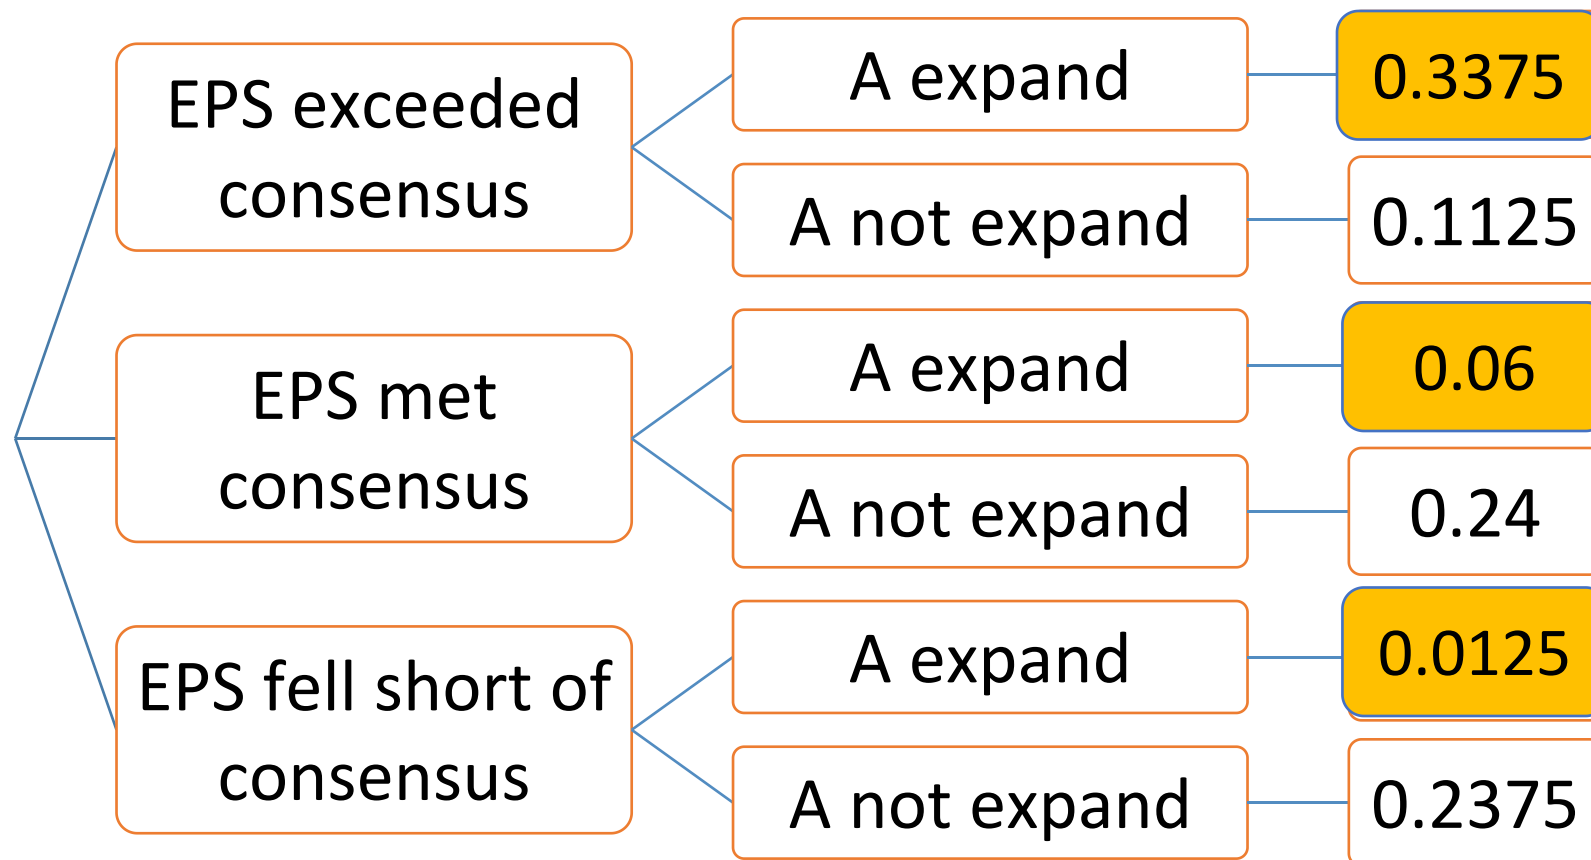 EPS exceeded
consensus
A expand
0.3375
A not expand
0.1125
EPS met
consensus
A expand
0.06
A not expand
0.24
EPS fell short of
consensus
A expand
0.0125
A not expand
0.2375